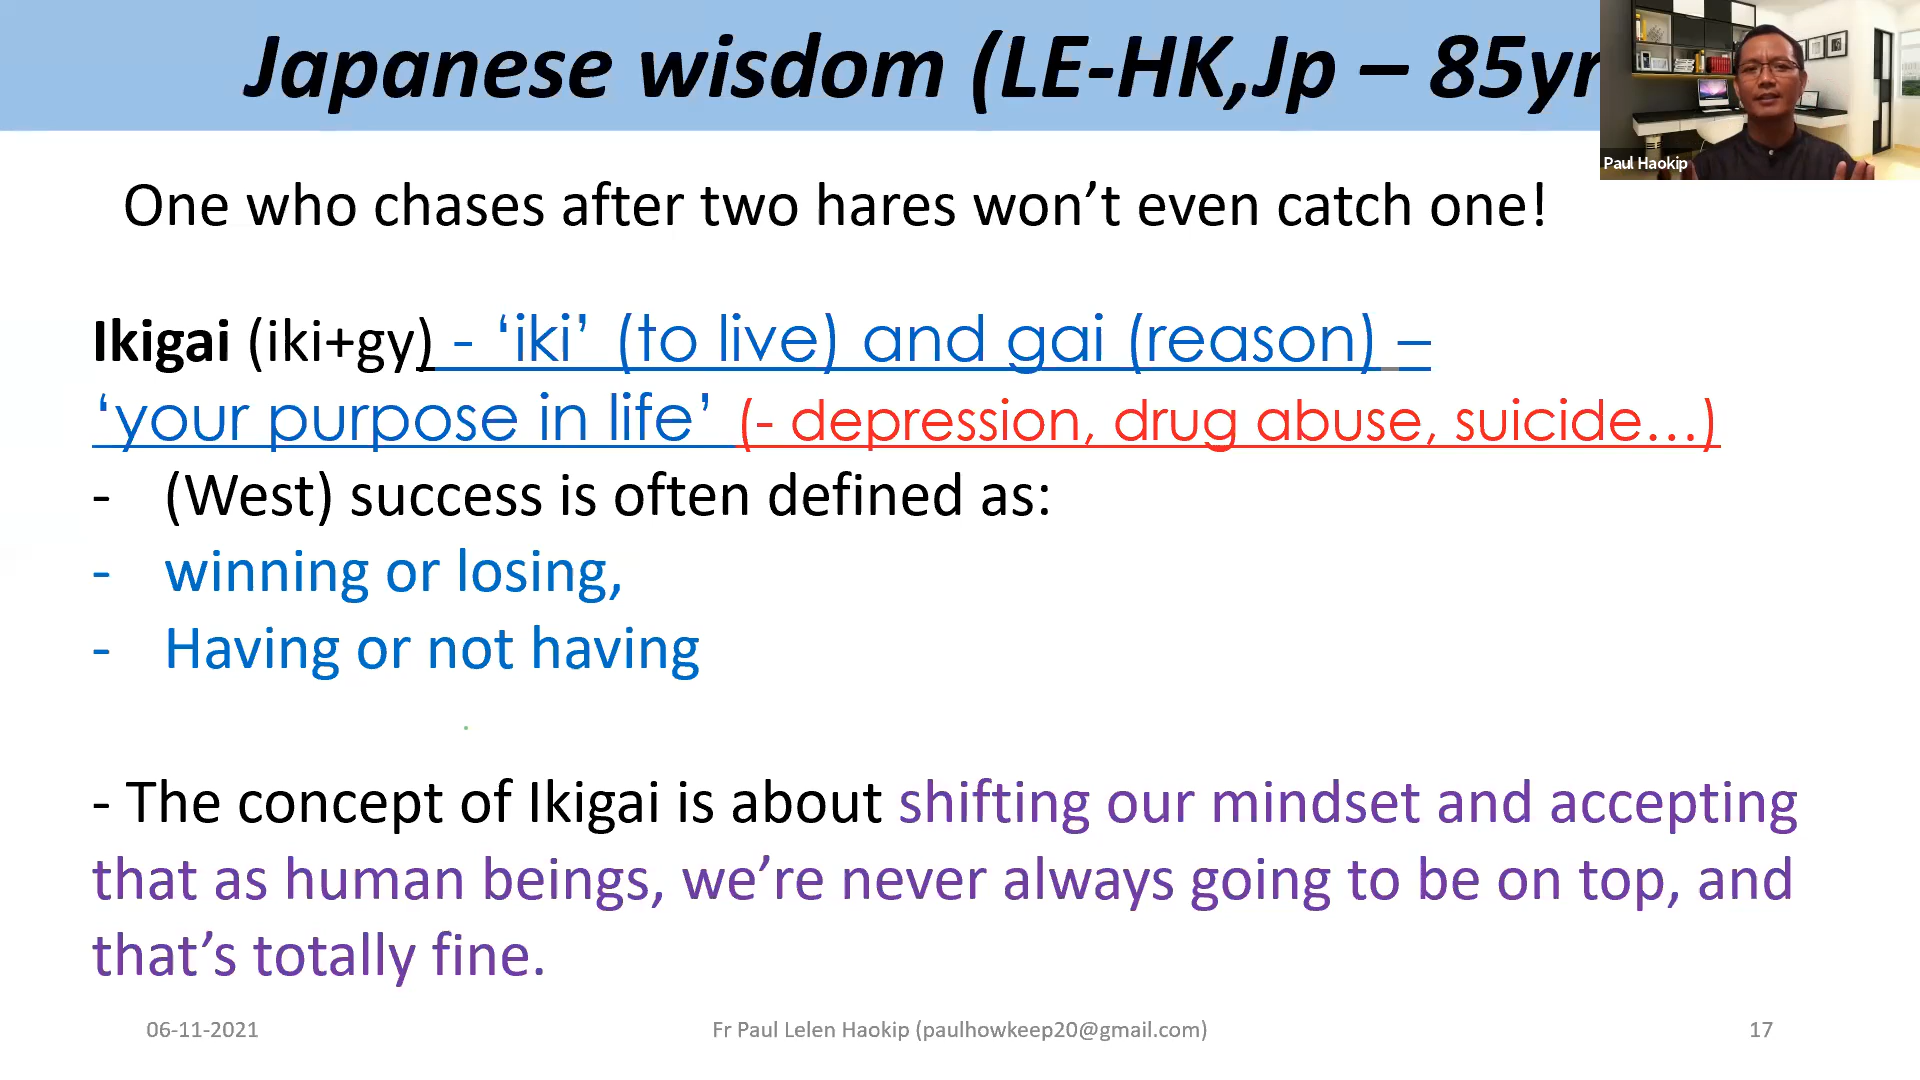 Japanese wisdom (LE-HK,Jp – 85yr
Paul Haokip
One who chases after two hares won’t even catch one!
Ikigai (iki+gy) - ‘iki’ (to live) and gai (reason) –
‘your purpose in life’ (- depression, drug abuse, suicide...)
- (West) success is often defined as:
- winning or losing,
- Having or not having
- The concept of Ikigai is about shifting our mindset and accepting
that as human beings, we’re never always going to be on top, and
that’s totally fine.
06-11-2021
Fr Paul Lelen Haokip (paulhowkeep20@gmail.com)
17